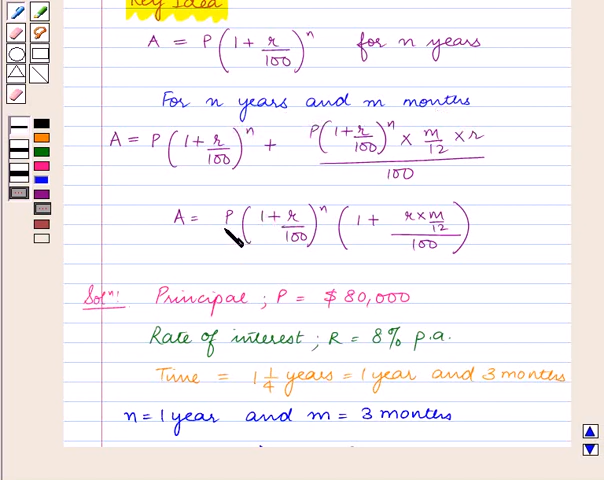 Key Idea
A = P(1 + r/100)^n for n years
For n years and m months
A = P(1 + r/100)^n + P(1 + r/100)^n × m/12 × r / 100
A = P(1 + r/100)^n (1 + r × m/12 / 100)
Solⁿ: Principal ; P = $ 80,000
Rate of interest ; R = 8% p.a.
Time = 1 1/4 years = 1 year and 3 months
n = 1 year and m = 3 months